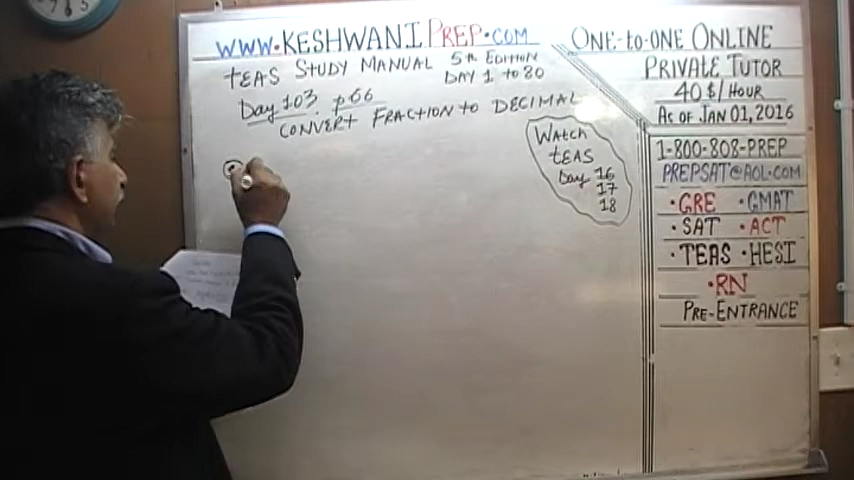 WWW.KESHWANIPREP.COM
TEAS STUDY MANUAL 5TH EDITION
DAY 1 TO 80
Day 103 : p66
CONVERT FRACTION TO DECIMAL
Watch
TEAS
Day 16
17
18
ONE-to-ONE ONLINE
PRIVATE TUTOR
40$/HOUR
AS OF JAN 01, 2016
1-800-808-PREP
PREPSAT@AOL.COM
•GRE •GMAT
•SAT •ACT
•TEAS •HESI
•RN
PRE-ENTRANCE